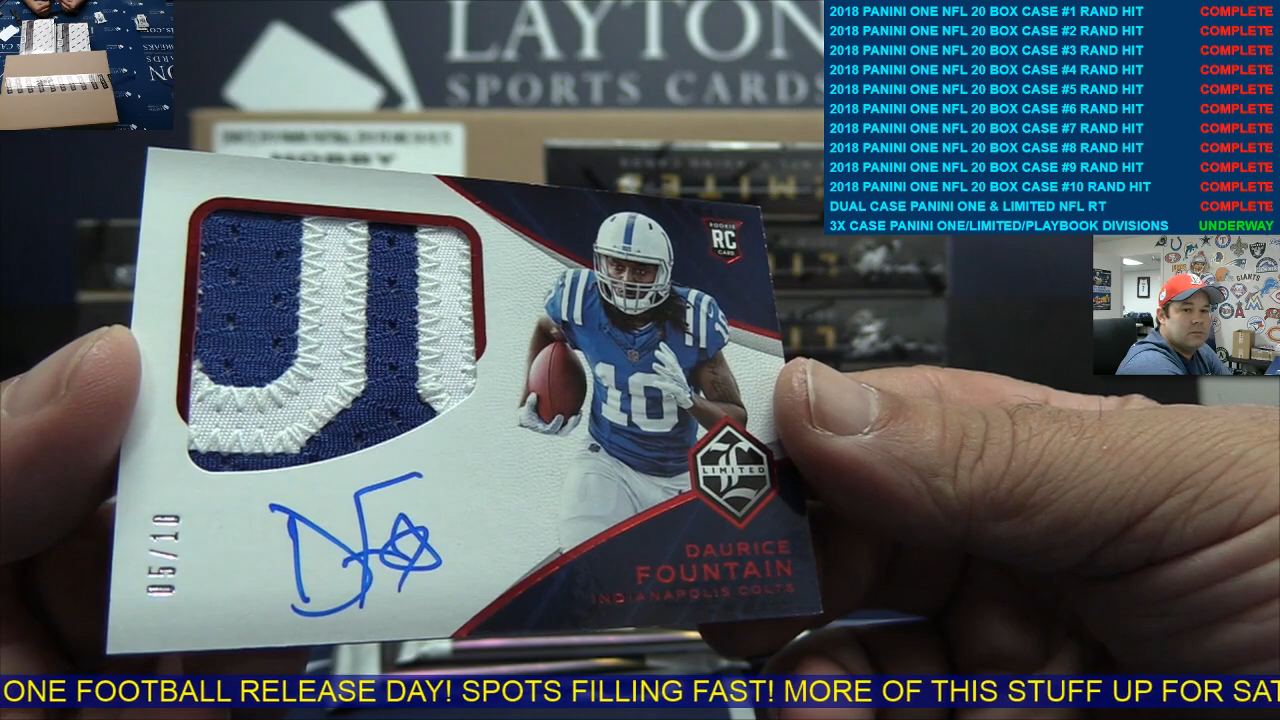 LAYTON
SPORTS CARDS
HOBBY
2018 PANINI ONE NFL 20 BOX CASE #1 RAND HIT COMPLETE
2018 PANINI ONE NFL 20 BOX CASE #2 RAND HIT COMPLETE
2018 PANINI ONE NFL 20 BOX CASE #3 RAND HIT COMPLETE
2018 PANINI ONE NFL 20 BOX CASE #4 RAND HIT COMPLETE
2018 PANINI ONE NFL 20 BOX CASE #5 RAND HIT COMPLETE
2018 PANINI ONE NFL 20 BOX CASE #6 RAND HIT COMPLETE
2018 PANINI ONE NFL 20 BOX CASE #7 RAND HIT COMPLETE
2018 PANINI ONE NFL 20 BOX CASE #8 RAND HIT COMPLETE
2018 PANINI ONE NFL 20 BOX CASE #9 RAND HIT COMPLETE
2018 PANINI ONE NFL 20 BOX CASE #10 RAND HIT COMPLETE
DUAL CASE PANINI ONE & LIMITED NFL RT COMPLETE
3X CASE PANINI ONE/LIMITED/PLAYBOOK DIVISIONS UNDERWAY
ROOKIE
RC
CARD
GIANTS
10
LIMITED
DAURICE
FOUNTAIN
INDIANAPOLIS COLTS
05/10
ONE FOOTBALL RELEASE DAY! SPOTS FILLING FAST! MORE OF THIS STUFF UP FOR SAT